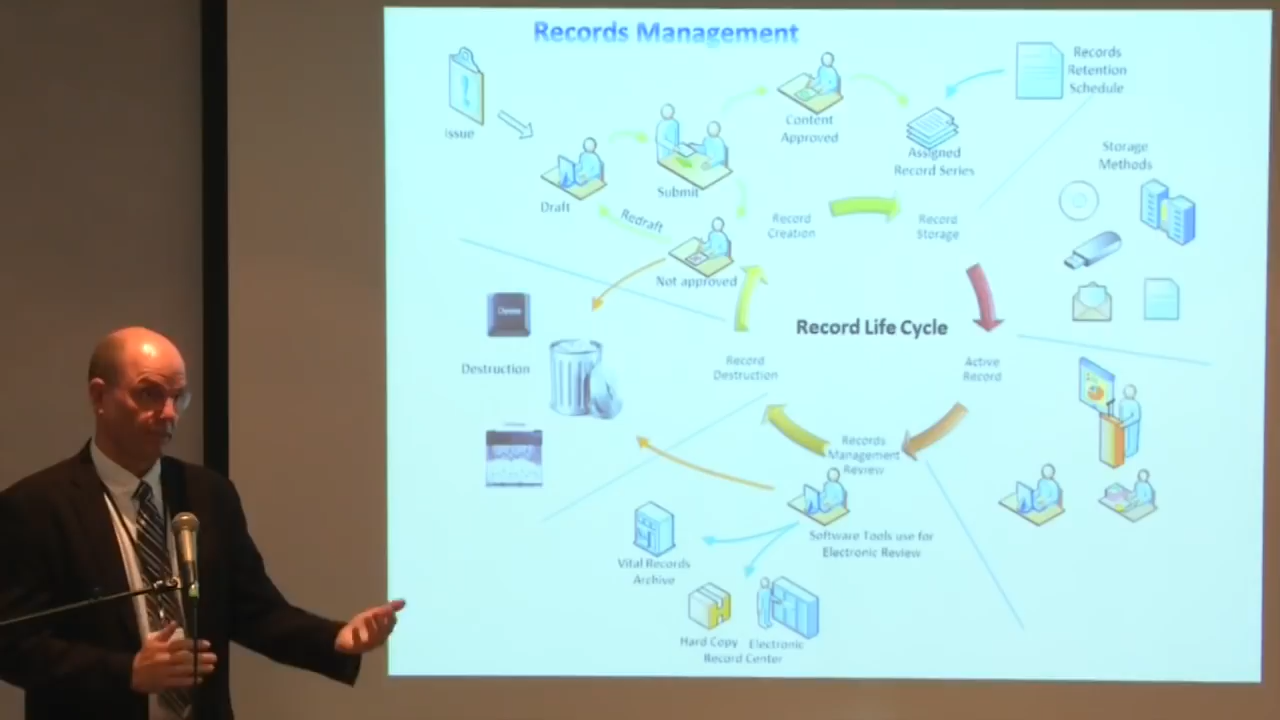 Records Management
Issue
Draft
Submit
Redraft
Not approved
Content
Approved
Assigned
Record Series
Records
Retention
Schedule
Storage
Methods
Record
Creation
Record
Storage
Record Life Cycle
Active
Record
Records
Management
Review
Record
Destruction
Destruction
Software Tools use for
Electronic Review
Vital Records
Archive
Hard Copy Electronic
Record Center